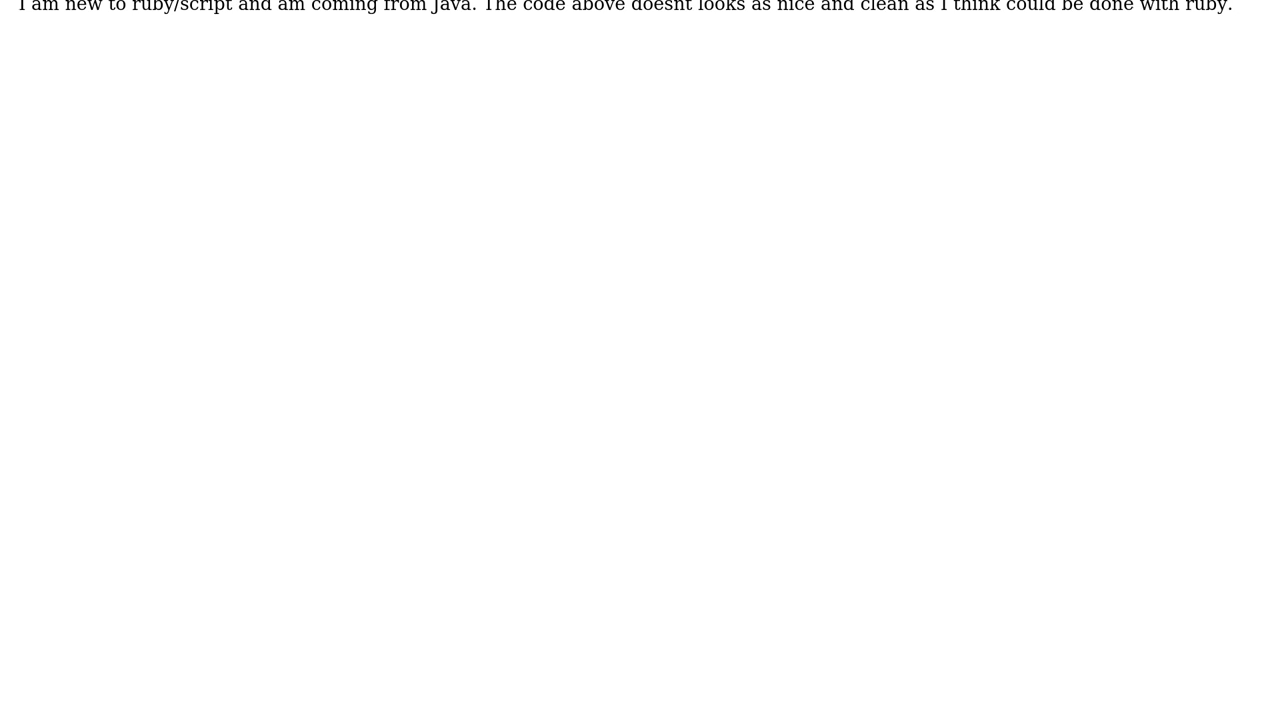 I am new to ruby/script and am coming from Java. The code above doesnt looks as nice and clean as I think could be done with ruby.